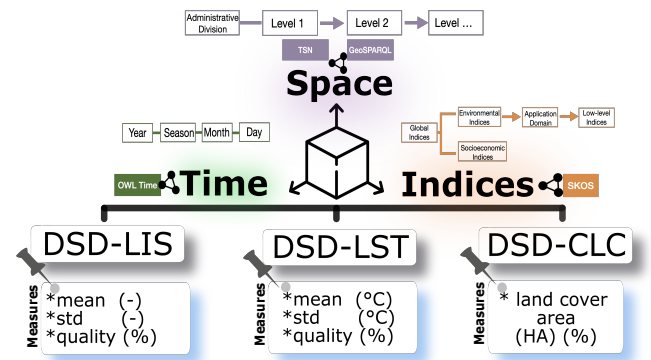 Administrative
Division
Level 1
Level 2
Level ...
TSN
GeoSPARQL
Space
Year
Season
Month
Day
Global
Indices
Environmental
Indices
Application
Domain
Low-level
Indices
Socioeconomic
Indices
OWL Time
Time
Indices
SKOS
DSD-LIS
DSD-LST
DSD-CLC
Measures
*mean (-)
*std (-)
*quality (%)
Measures
*mean (°C)
*std (°C)
*quality (%)
Measures
* land cover
area
(HA) (%)